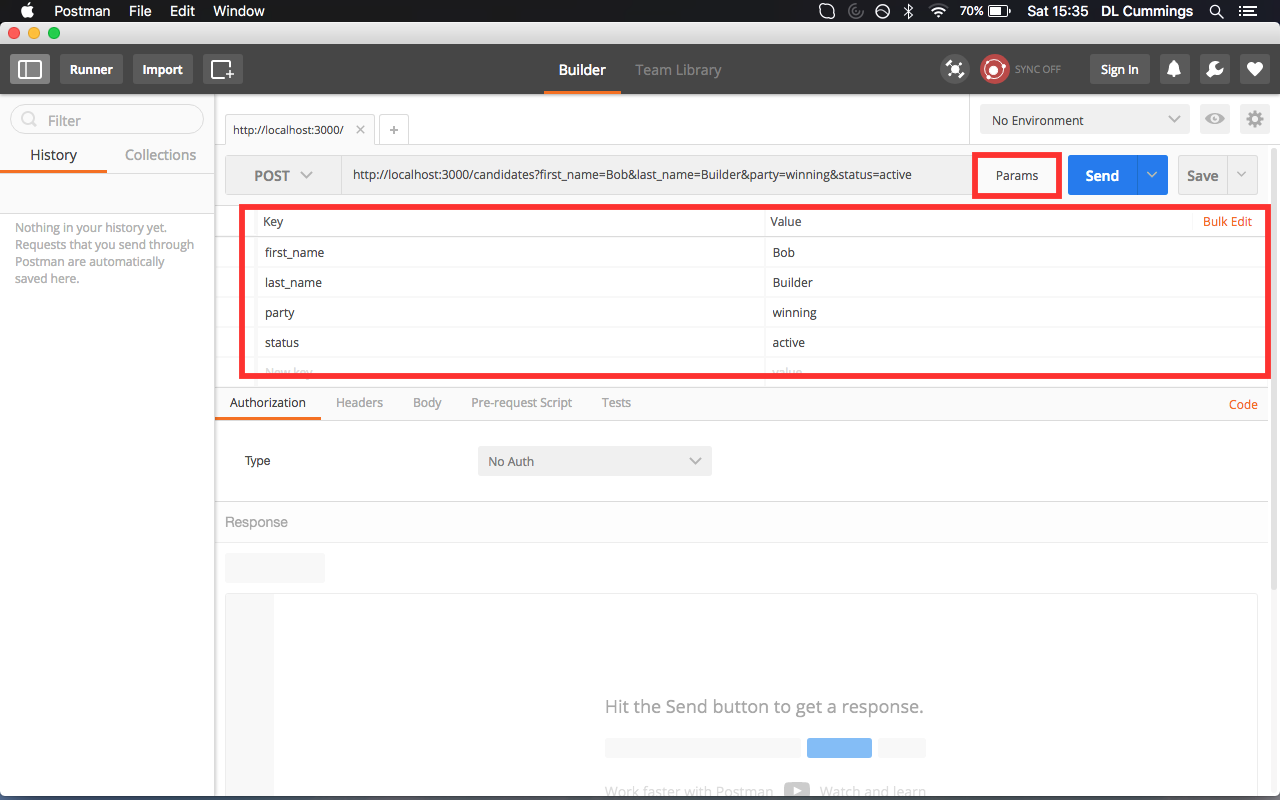 Postman File Edit Window 70% Sat 15:35 DL Cummings
Runner Import Builder Team Library SYNC OFF Sign In
Filter
History Collections
Nothing in your history yet.
Requests that you send through
Postman are automatically
saved here.
http://localhost:3000/ × +
No Environment
POST http://localhost:3000/candidates?first_name=Bob&last_name=Builder&party=winning&status=active Params Send Save
Key Value Bulk Edit
first_name Bob
last_name Builder
party winning
status active
New key value
Authorization Headers Body Pre-request Script Tests Code
Type No Auth
Response
Hit the Send button to get a response.
Work faster with Postman Watch and learn